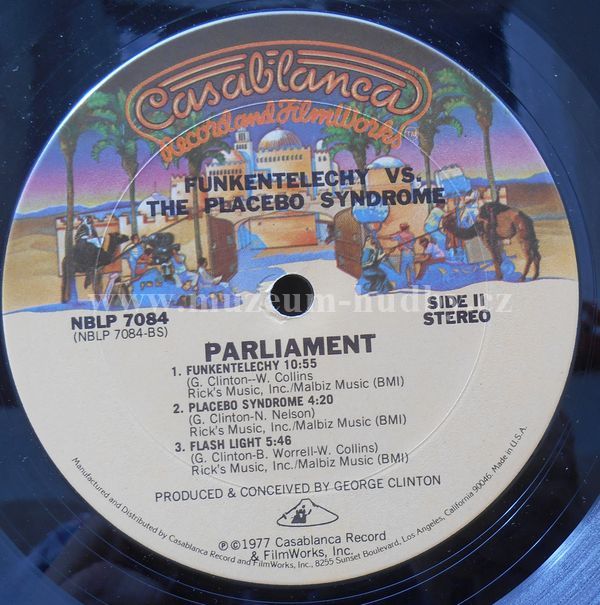 Casablanca
Record and FilmWorks
TM
FUNKENTELECHY VS.
THE PLACEBO SYNDROME
www.muzeum-hudby.cz
NBLP 7084
(NBLP 7084-BS)
SIDE II
STEREO
PARLIAMENT
1. FUNKENTELECHY 10:55
(G. Clinton--W. Collins
Rick's Music, Inc./Malbiz Music (BMI)
2. PLACEBO SYNDROME 4:20
(G. Clinton-N. Nelson)
Rick's Music, Inc./Malbiz Music (BMI)
3. FLASH LIGHT 5:46
(G. Clinton-B. Worrell-W. Collins)
Rick's Music, Inc./Malbiz Music (BMI)
PRODUCED & CONCEIVED BY GEORGE CLINTON
℗©1977 Casablanca Record
& FilmWorks, Inc.
Manufactured and Distributed by Casablanca Record and FilmWorks, Inc., 8255 Sunset Boulevard, Los Angeles, California 90046. Made in U.S.A.